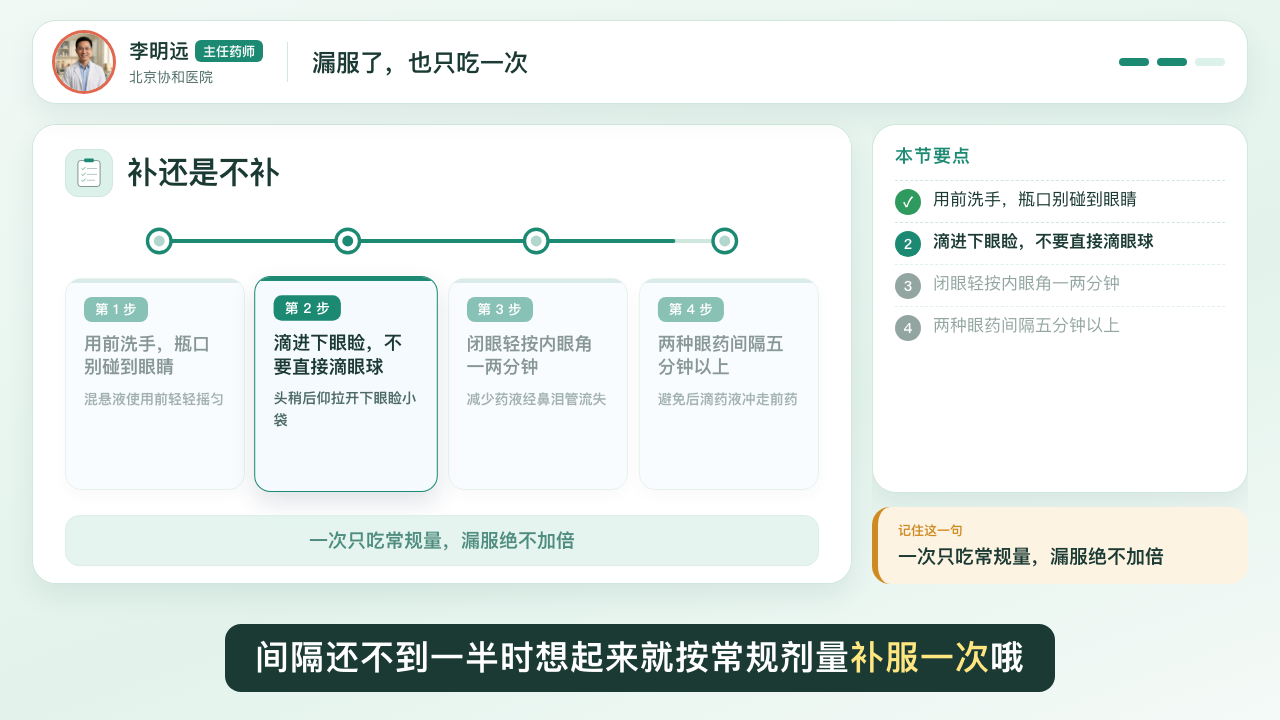 李明远 主任药师
北京协和医院
漏服了，也只吃一次
补还是不补
第 1 步
用前洗手，瓶口
别碰到眼睛
混悬液使用前轻轻摇匀
第 2 步
滴进下眼睑，不
要直接滴眼球
头稍后仰拉开下眼睑小
袋
第 3 步
闭眼轻按内眼角
一两分钟
减少药液经鼻泪管流失
第 4 步
两种眼药间隔五
分钟以上
避免后滴药液冲走前药
一次只吃常规量，漏服绝不加倍
本节要点
✓ 用前洗手，瓶口别碰到眼睛
2 滴进下眼睑，不要直接滴眼球
3 闭眼轻按内眼角一两分钟
4 两种眼药间隔五分钟以上
记住这一句
一次只吃常规量，漏服绝不加倍
间隔还不到一半时想起来就按常规剂量补服一次哦